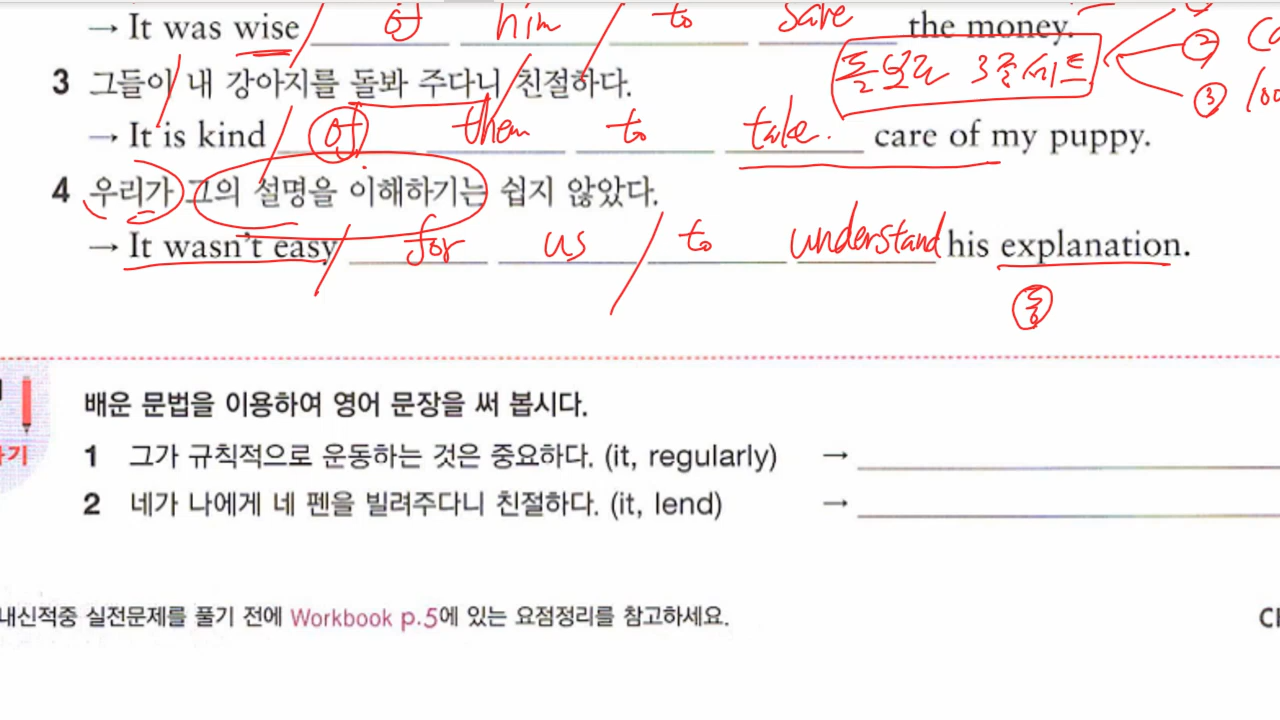 → It was wise of him to save the money.
3 그들이 내 강아지를 돌봐 주다니 친절하다.
돌보다 3종세트
②
③
→ It is kind of them to take care of my puppy.
4 우리가 그의 설명을 이해하기는 쉽지 않았다.
→ It wasn't easy for us to understand his explanation.
배운 문법을 이용하여 영어 문장을 써 봅시다.
1 그가 규칙적으로 운동하는 것은 중요하다. (it, regularly) →
2 네가 나에게 네 펜을 빌려주다니 친절하다. (it, lend) →
내신적중 실전문제를 풀기 전에 Workbook p.5에 있는 요점정리를 참고하세요.